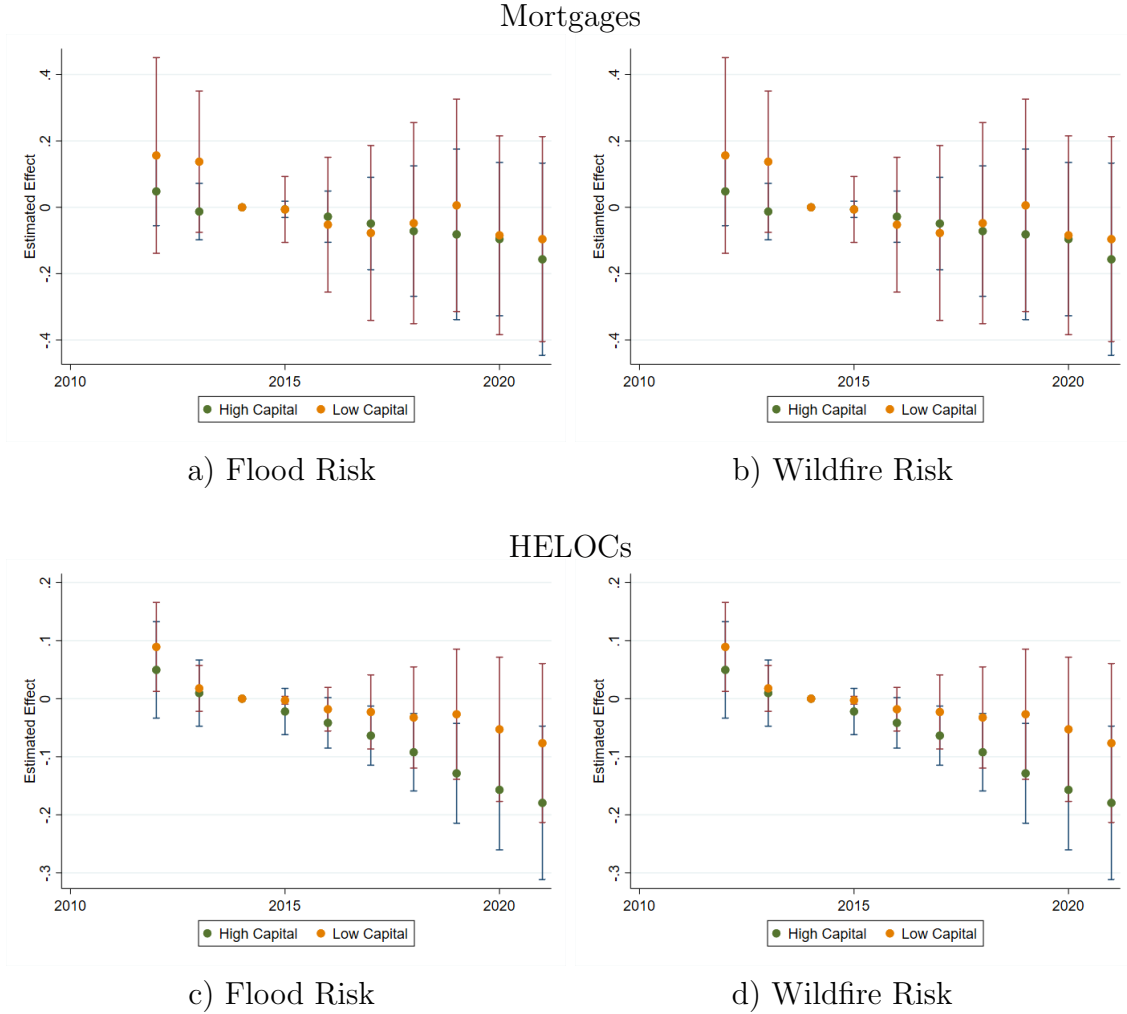 Mortgages
Estimated Effect
.4
.2
0
-.2
-.4
2010 2015 2020
High Capital Low Capital
a) Flood Risk
Estiamted Effect
.4
.2
0
-.2
-.4
2010 2015 2020
High Capital Low Capital
b) Wildfire Risk
HELOCs
Estimated Effect
.2
.1
0
-.1
-.2
-.3
2010 2015 2020
High Capital Low Capital
c) Flood Risk
Estimated Effect
.2
.1
0
-.1
-.2
-.3
2010 2015 2020
High Capital Low Capital
d) Wildfire Risk